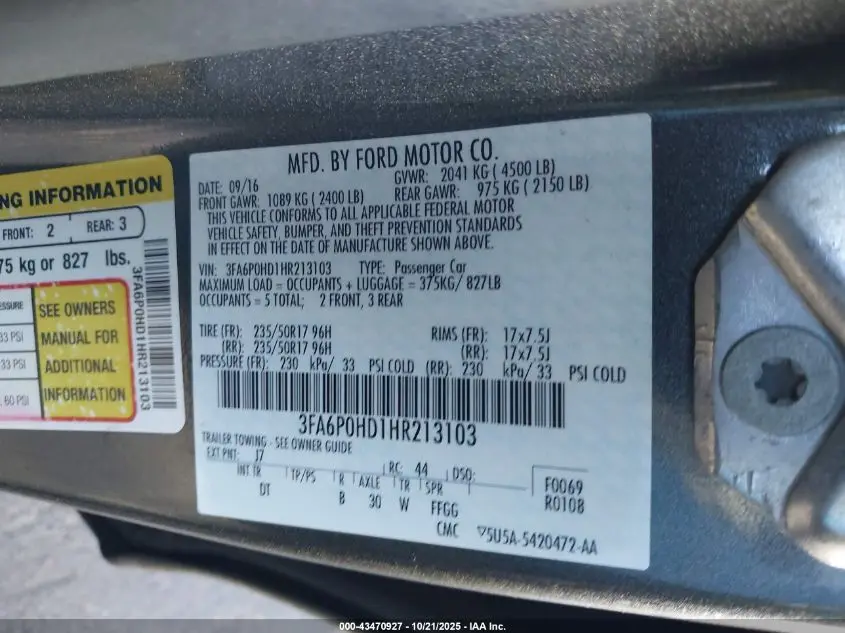 NG INFORMATION
FRONT: 2 REAR: 3
75 kg or 827 lbs.
ESSURE
33 PSI
33 PSI
60 PSI
SEE OWNERS
MANUAL FOR
ADDITIONAL
INFORMATION
3FA6P0HD1HR213103
MFD. BY FORD MOTOR CO.
DATE: 09/16 GVWR: 2041 KG ( 4500 LB)
FRONT GAWR: 1089 KG ( 2400 LB) REAR GAWR: 975 KG ( 2150 LB)
THIS VEHICLE CONFORMS TO ALL APPLICABLE FEDERAL MOTOR
VEHICLE SAFETY, BUMPER, AND THEFT PREVENTION STANDARDS
IN EFFECT ON THE DATE OF MANUFACTURE SHOWN ABOVE.
VIN: 3FA6P0HD1HR213103 TYPE: Passenger Car
MAXIMUM LOAD = OCCUPANTS + LUGGAGE = 375KG/ 827LB
OCCUPANTS = 5 TOTAL; 2 FRONT, 3 REAR
TIRE (FR): 235/50R17 96H RIMS (FR): 17x7.5J
(RR): 235/50R17 96H (RR): 17x7.5J
PRESSURE (FR): 230 kPa/ 33 PSI COLD (RR): 230 kPa/ 33 PSI COLD
3FA6P0HD1HR213103
TRAILER TOWING - SEE OWNER GUIDE
EXT PNT: J7 RC: 44 DSO: F0069
INT TR TP/PS R AXLE TR SPR R0108
DT B 30 W FFGG
CMC ▽5U5A-5420472-AA
000-43470927 - 10/21/2025 - IAA Inc.